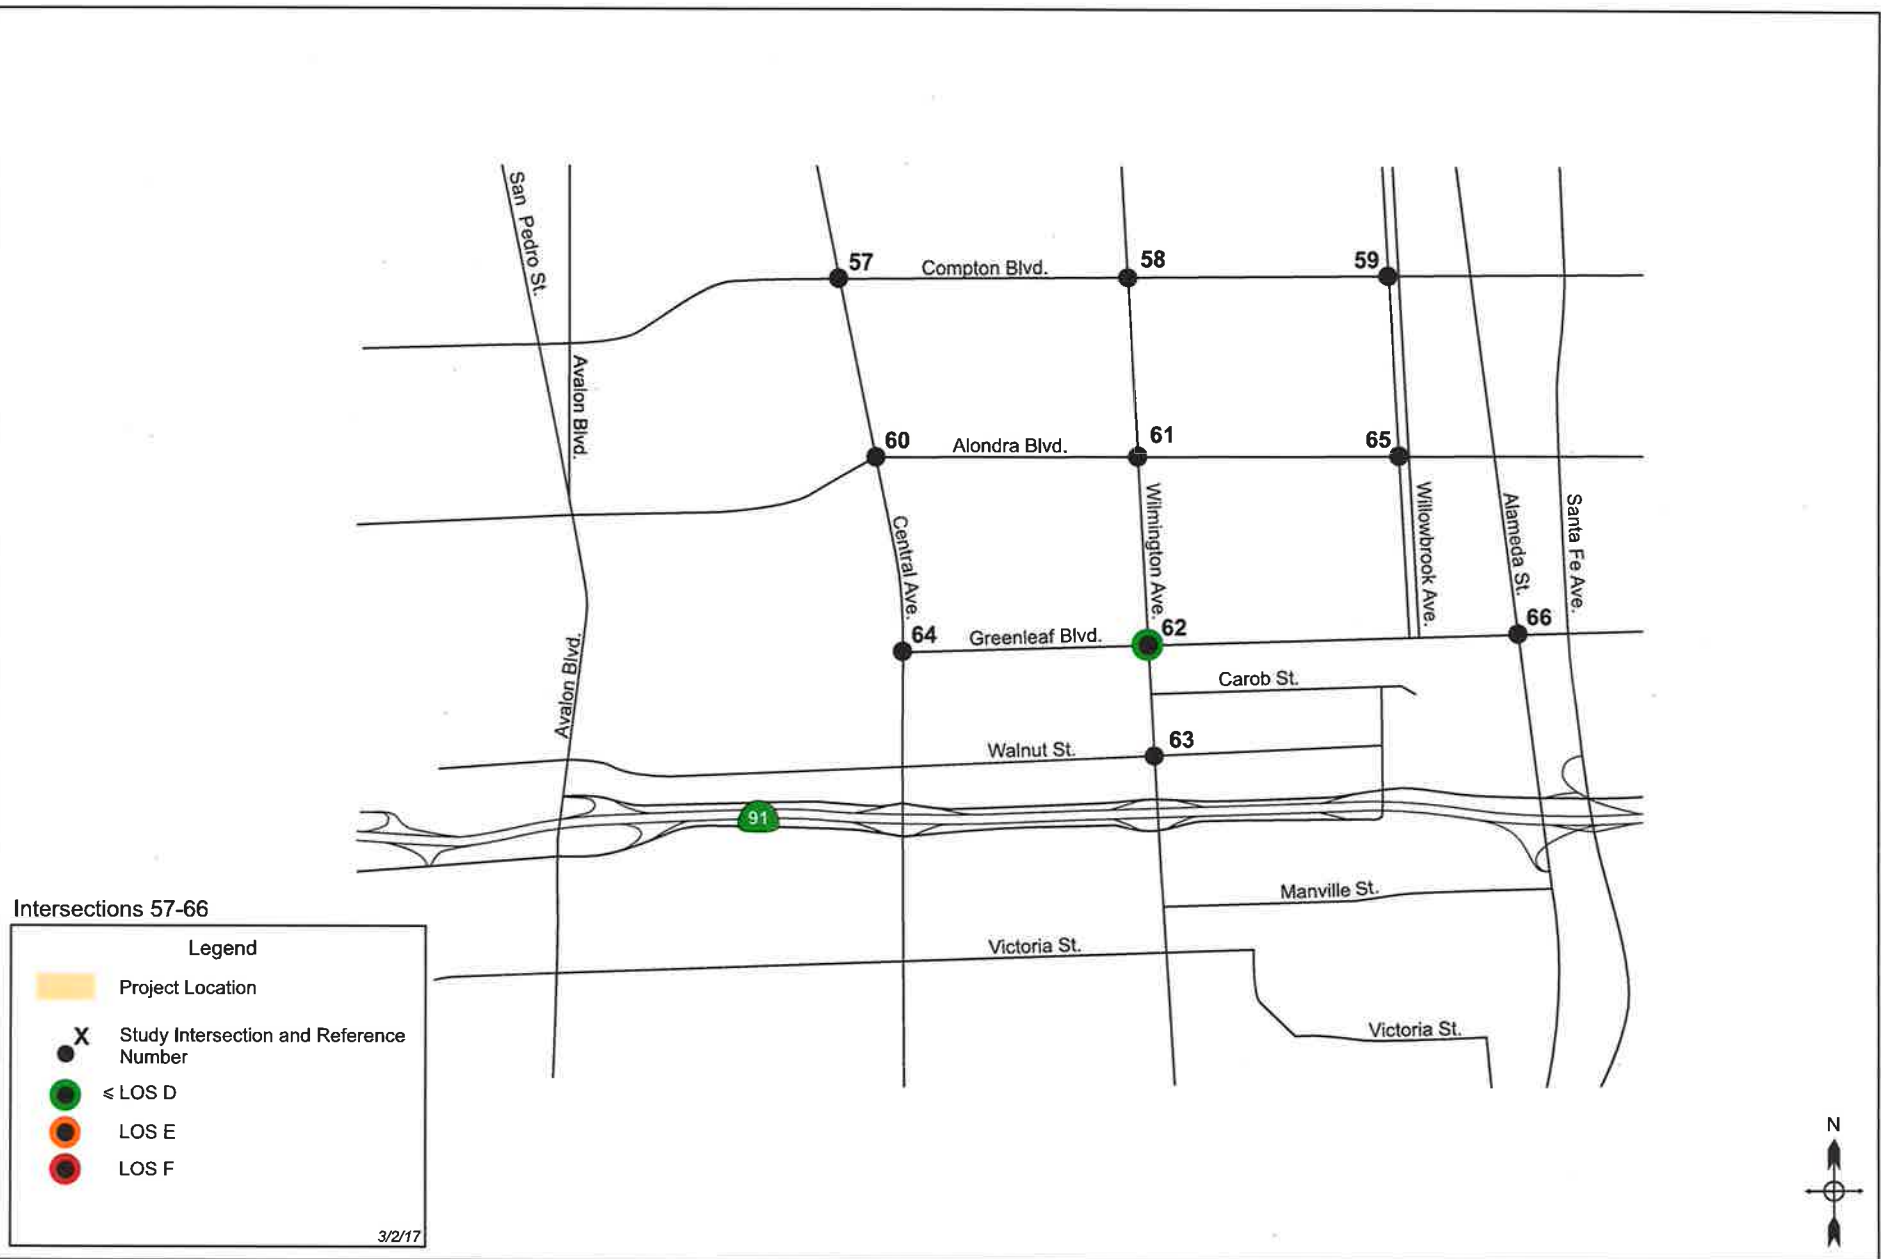 San Pedro St.
57
Compton Blvd.
58
59
Avalon Blvd.
60
Alondra Blvd.
61
65
Central Ave.
Wilmington Ave.
Willowbrook Ave.
Alameda St.
Santa Fe Ave.
64
Greenleaf Blvd.
62
66
Avalon Blvd.
Carob St.
Walnut St.
63
91
Manville St.
Victoria St.
Victoria St.
Intersections 57-66
Legend
Project Location
X
Study Intersection and Reference
Number
≤ LOS D
LOS E
LOS F
3/2/17
N